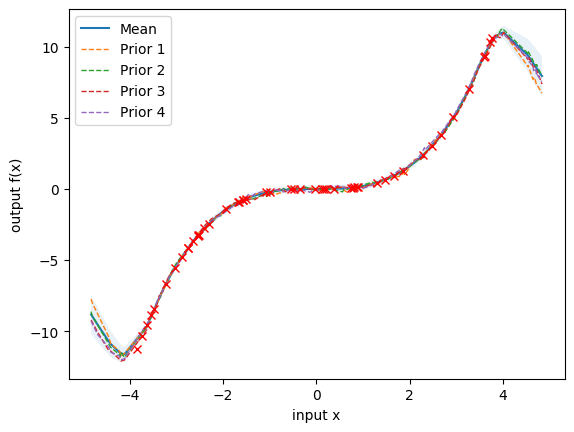 Mean
Prior 1
Prior 2
Prior 3
Prior 4
output f(x)
10
5
0
−5
−10
−4
−2
0
2
4
input x